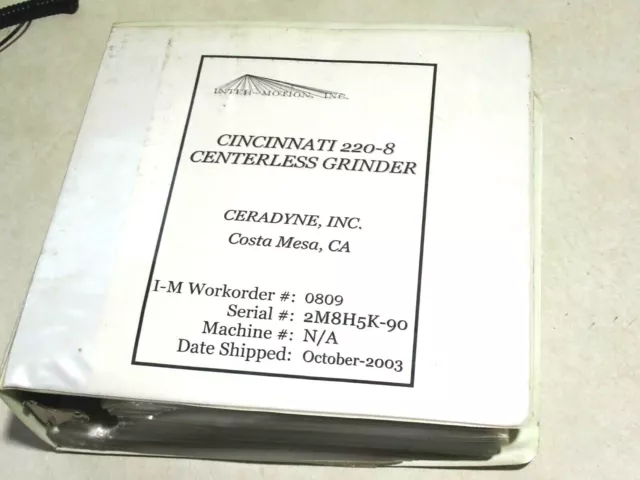 INTER-MOTION, INC.
CINCINNATI 220-8
CENTERLESS GRINDER
CERADYNE, INC.
Costa Mesa, CA
I-M Workorder #: 0809
Serial #: 2M8H5K-90
Machine #: N/A
Date Shipped: October-2003